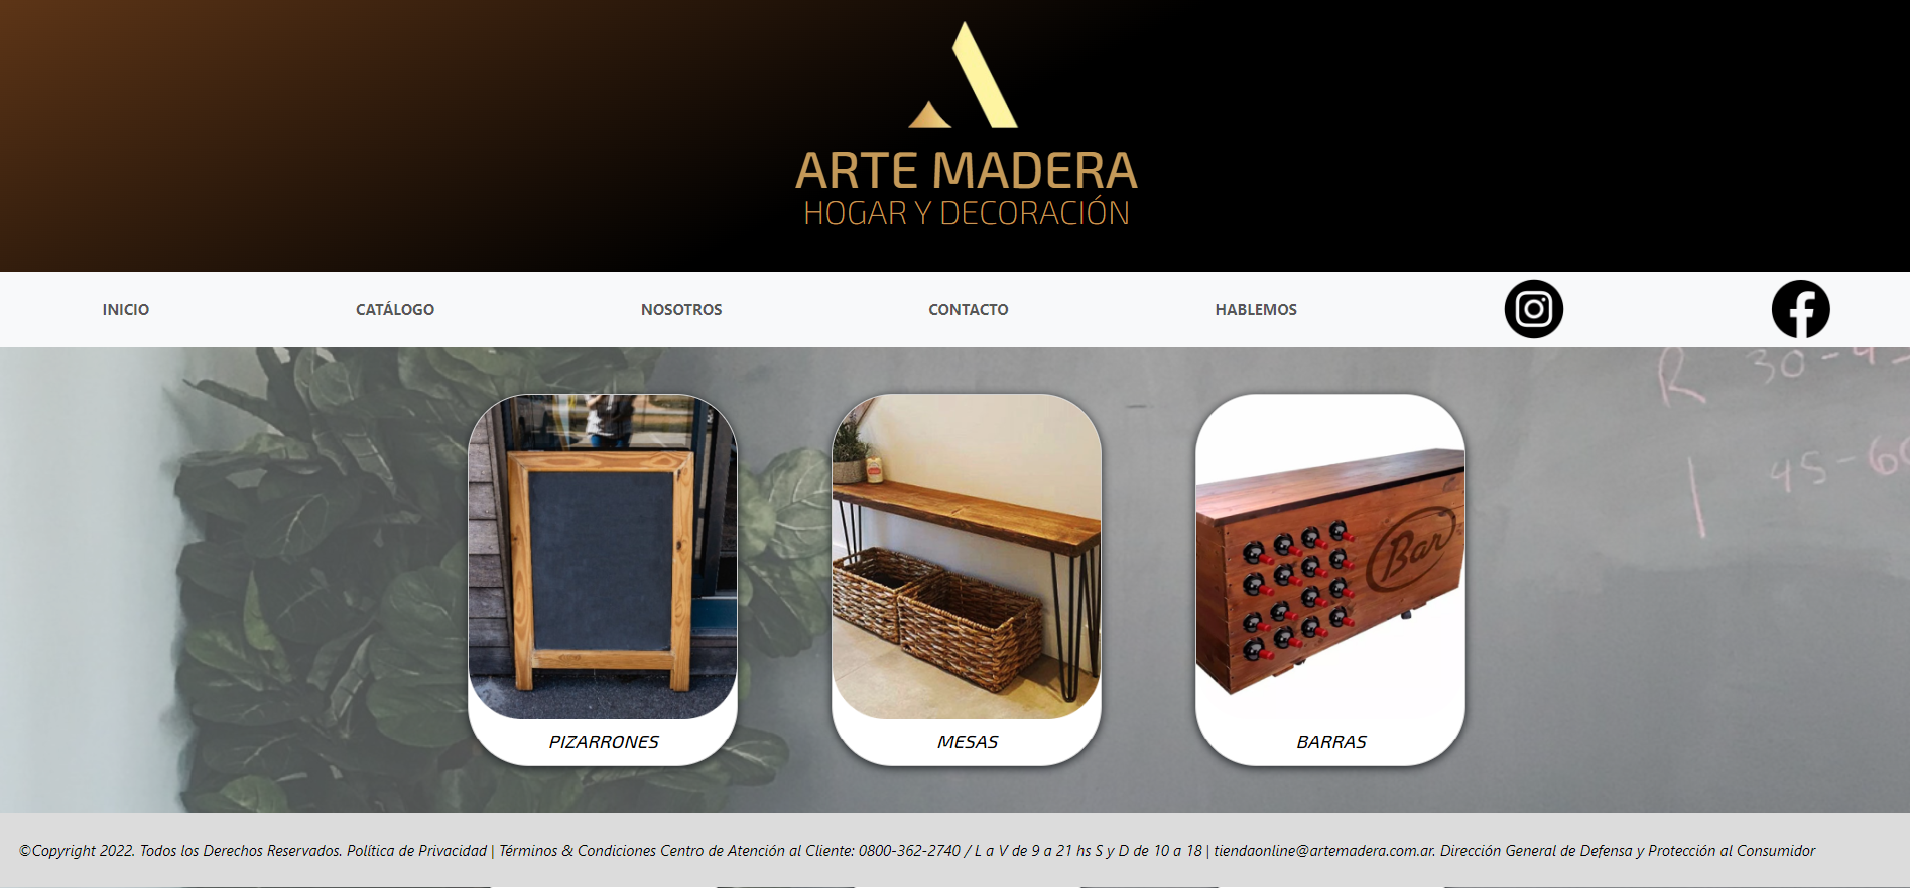 ARTE MADERA
HOGAR Y DECORACIÓN
INICIO CATÁLOGO NOSOTROS CONTACTO HABLEMOS
R 30-4-
1 45-60
Bar
PIZARRONES MESAS BARRAS
©Copyright 2022. Todos los Derechos Reservados. Política de Privacidad | Términos & Condiciones Centro de Atención al Cliente: 0800-362-2740 / L a V de 9 a 21 hs S y D de 10 a 18 | tiendaonline@artemadera.com.ar. Dirección General de Defensa y Protección al Consumidor